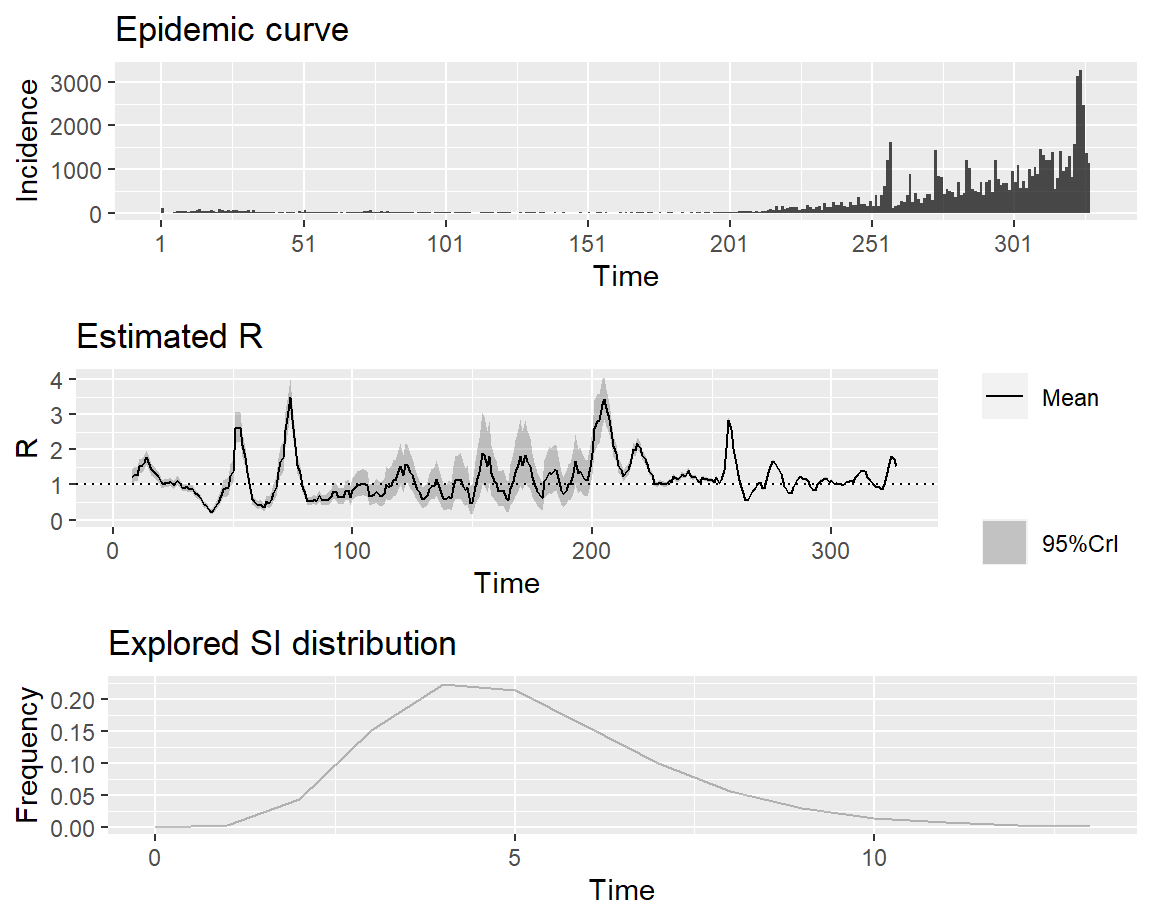 Epidemic curve
Incidence
3000
2000
1000
0
1 51 101 151 201 251 301
Time
Estimated R
R
4
3
2
1
0
0 100 200 300
Time
Mean
95%CrI
Explored SI distribution
Frequency
0.20
0.15
0.10
0.05
0.00
0 5 10
Time